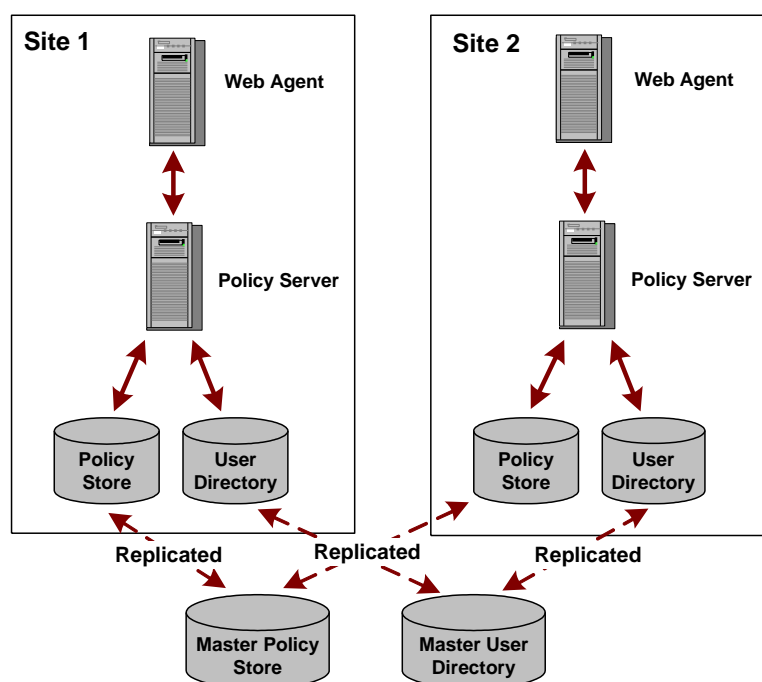 Site 1
Web Agent
Policy Server
Policy
Store
User
Directory
Site 2
Web Agent
Policy Server
Policy
Store
User
Directory
Replicated
Replicated
Replicated
Master Policy
Store
Master User
Directory